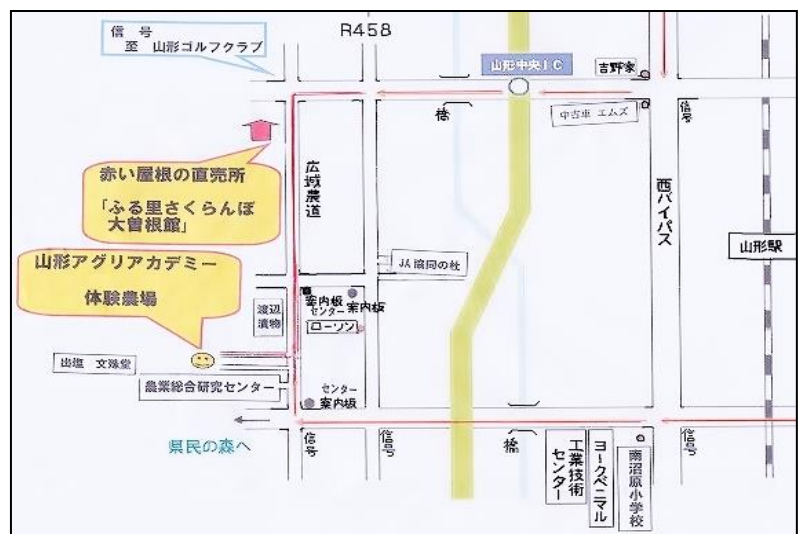 信 号
至 山形ゴルフクラブ
R458
山形中央IC
吉野家
橋
中古車 エムズ
信号
赤い屋根の直売所
「ふる里さくらんぼ
大曽根館」
広域農道
西バイパス
山形駅
山形アグリアカデミー
体験農場
JA協同の杜
渡辺
漬物
案内板
センター
案内板
ローソン
出塩 文殊堂
農業総合研究センター
センター
案内板
県民の森へ
信号
信号
橋
工業技術
センター
ヨークベニマル
南沼原小学校
信号